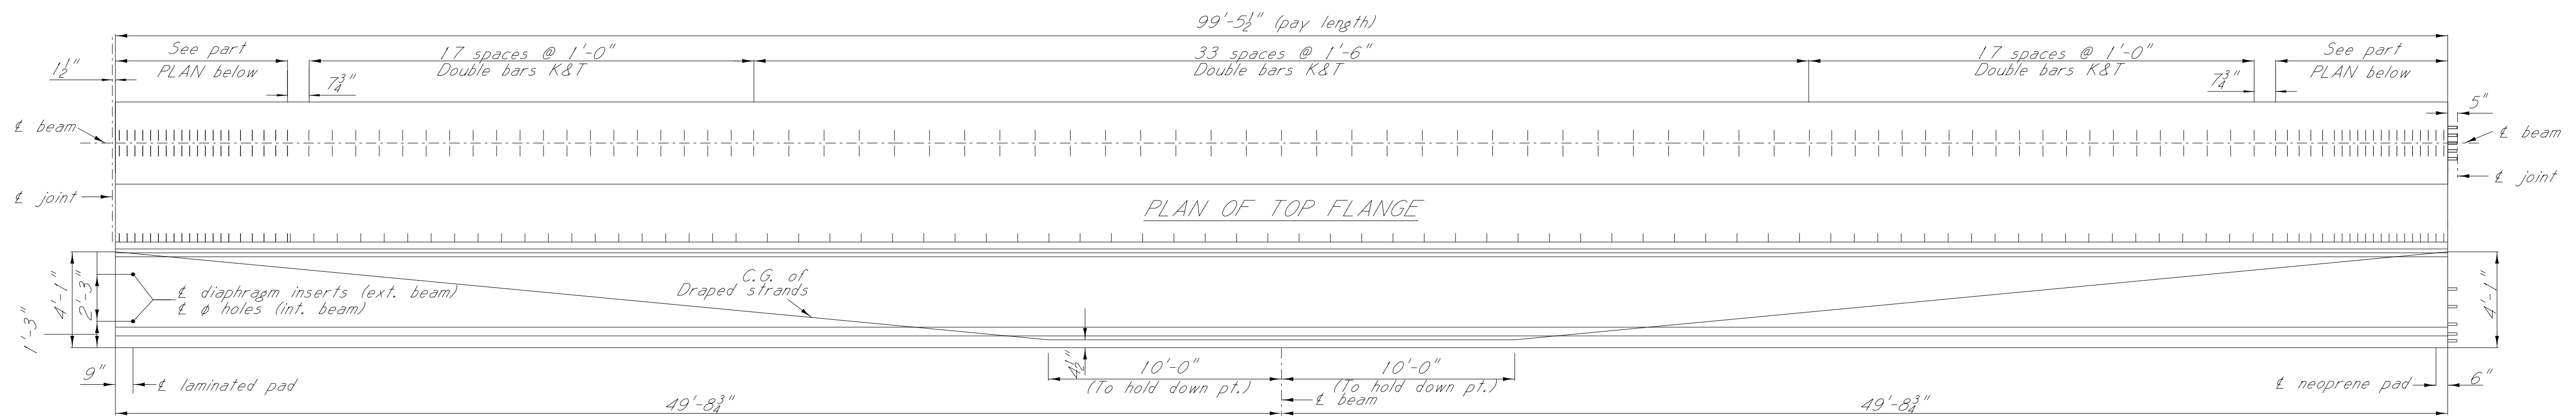 99'-5½" (pay length)
See part
PLAN below
17 spaces @ 1'-0"
Double bars K&T
33 spaces @ 1'-6"
Double bars K&T
17 spaces @ 1'-0"
Double bars K&T
See part
PLAN below
1½"
7¾"
7¾"
5"
℄ beam
℄ beam
℄ joint
℄ joint
PLAN OF TOP FLANGE
4'-1"
2'-3"
1'-3"
℄ diaphragm inserts (ext. beam)
℄ φ holes (int. beam)
C.G. of
Draped strands
4'-1"
4½"
9"
℄ laminated pad
10'-0"
(To hold down pt.)
10'-0"
(To hold down pt.)
℄ neoprene pad
6"
℄ beam
49'-8¾"
49'-8¾"